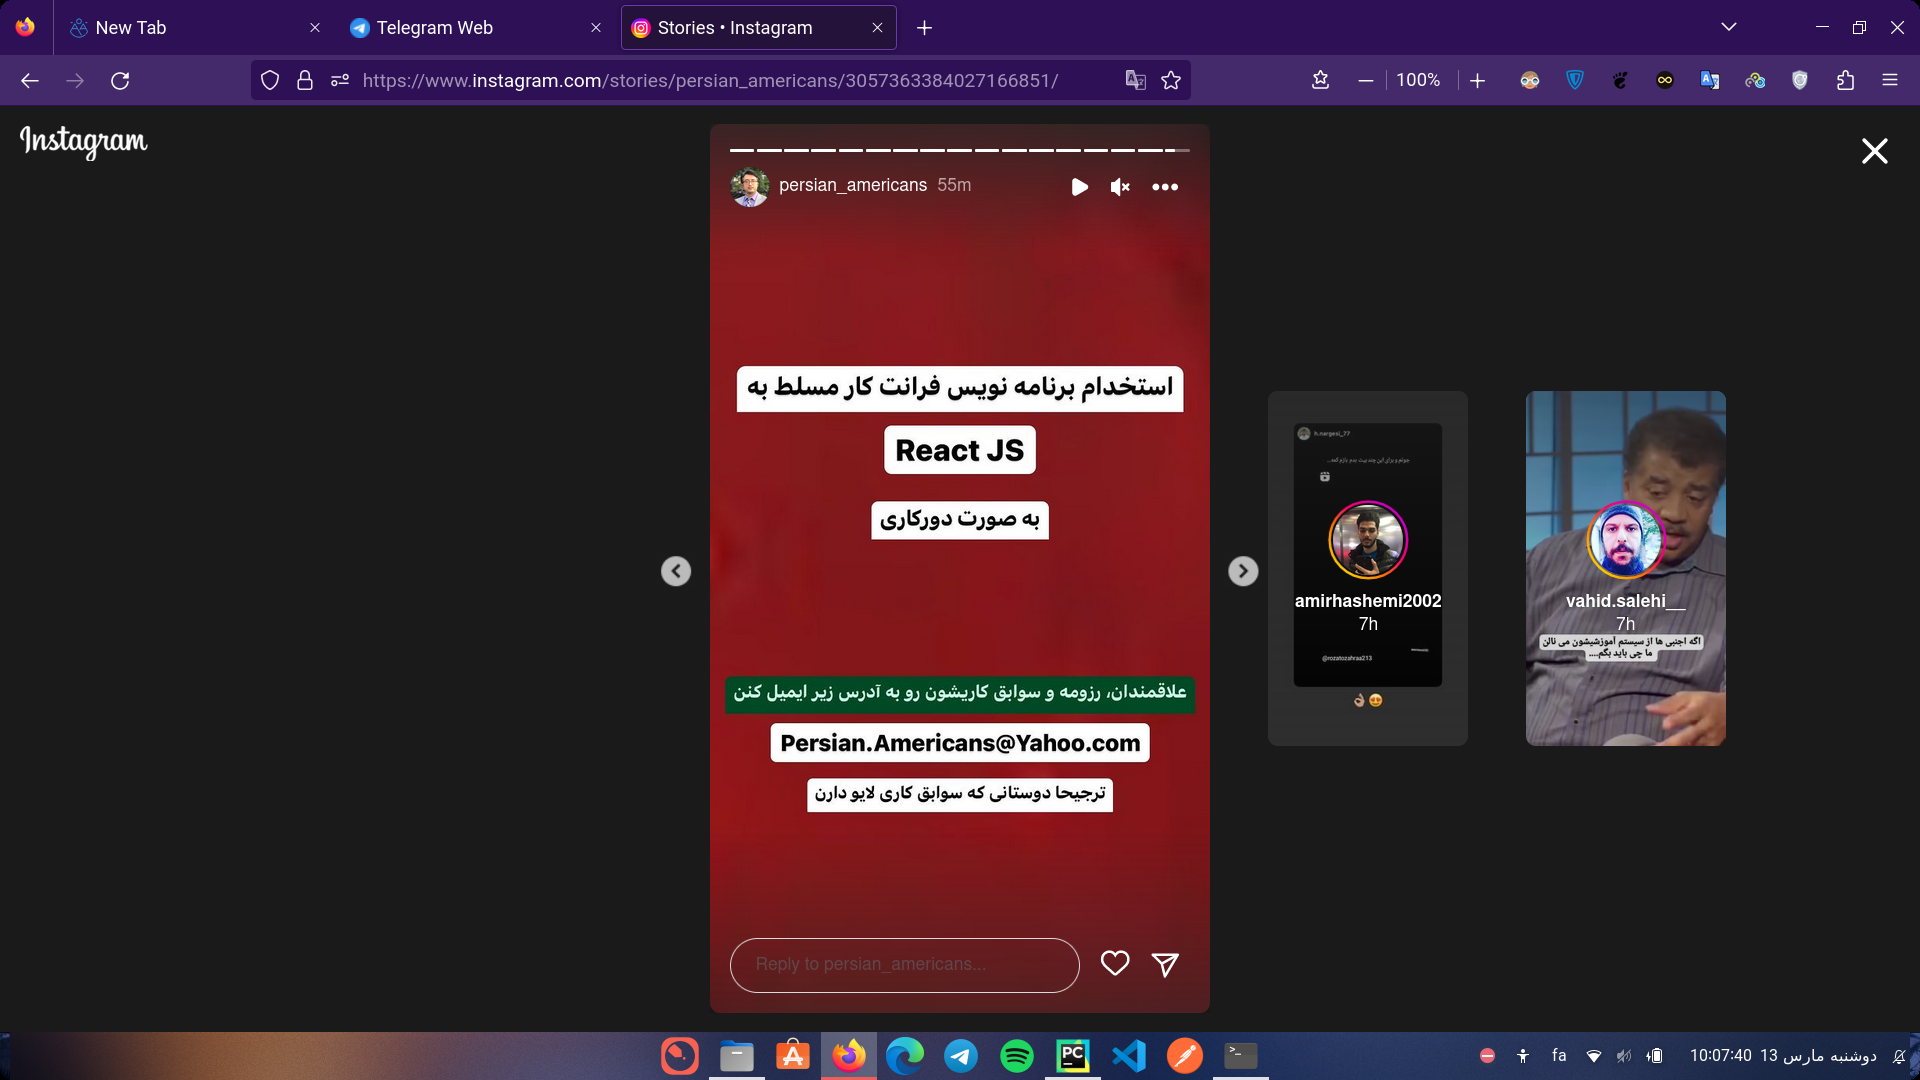 New Tab
Telegram Web
Stories • Instagram
https://www.instagram.com/stories/persian_americans/3057363384027166851/
100%
Instagram
persian_americans 55m
استخدام برنامه نویس فرانت کار مسلط به
React JS
به صورت دورکاری
علاقمندان، رزومه و سوابق کاریشون رو به آدرس زیر ایمیل کنن
Persian.Americans@Yahoo.com
ترجیحا دوستانی که سوابق کاری لایو دارن
Reply to persian_americans...
h.nargesi_77
amirhashemi2002
7h
@rozatozahraa213
vahid.salehi__
7h
اگه اجنبی ها از سیستم آموزشیشون می نالن
ما چی باید بگم....
PC
fa
دوشنبه مارس 13 10:07:40